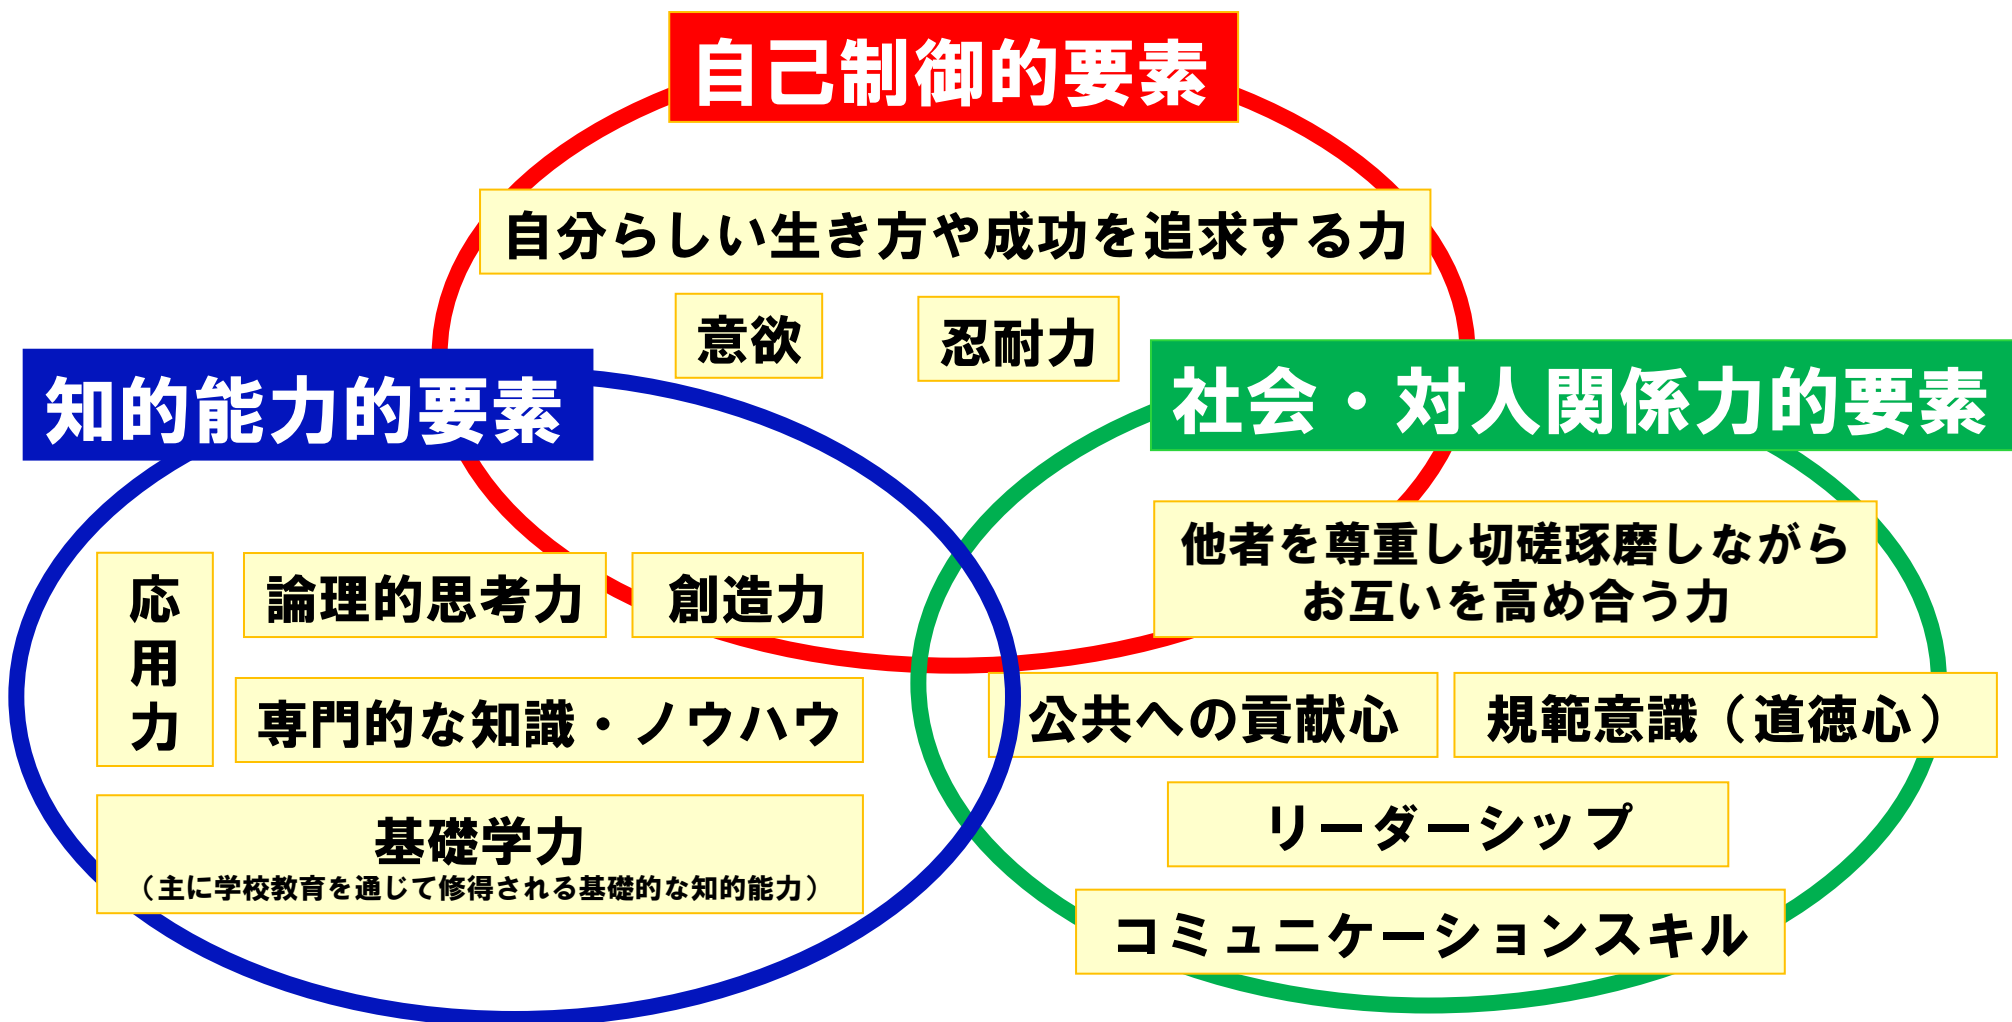 自己制御的要素
自分らしい生き方や成功を追求する力
意欲
忍耐力
知的能力的要素
社会・対人関係力的要素
応用力
論理的思考力
創造力
専門的な知識・ノウハウ
基礎学力
（主に学校教育を通じて修得される基礎的な知的能力）
他者を尊重し切磋琢磨しながら
お互いを高め合う力
公共への貢献心
規範意識（道徳心）
リーダーシップ
コミュニケーションスキル